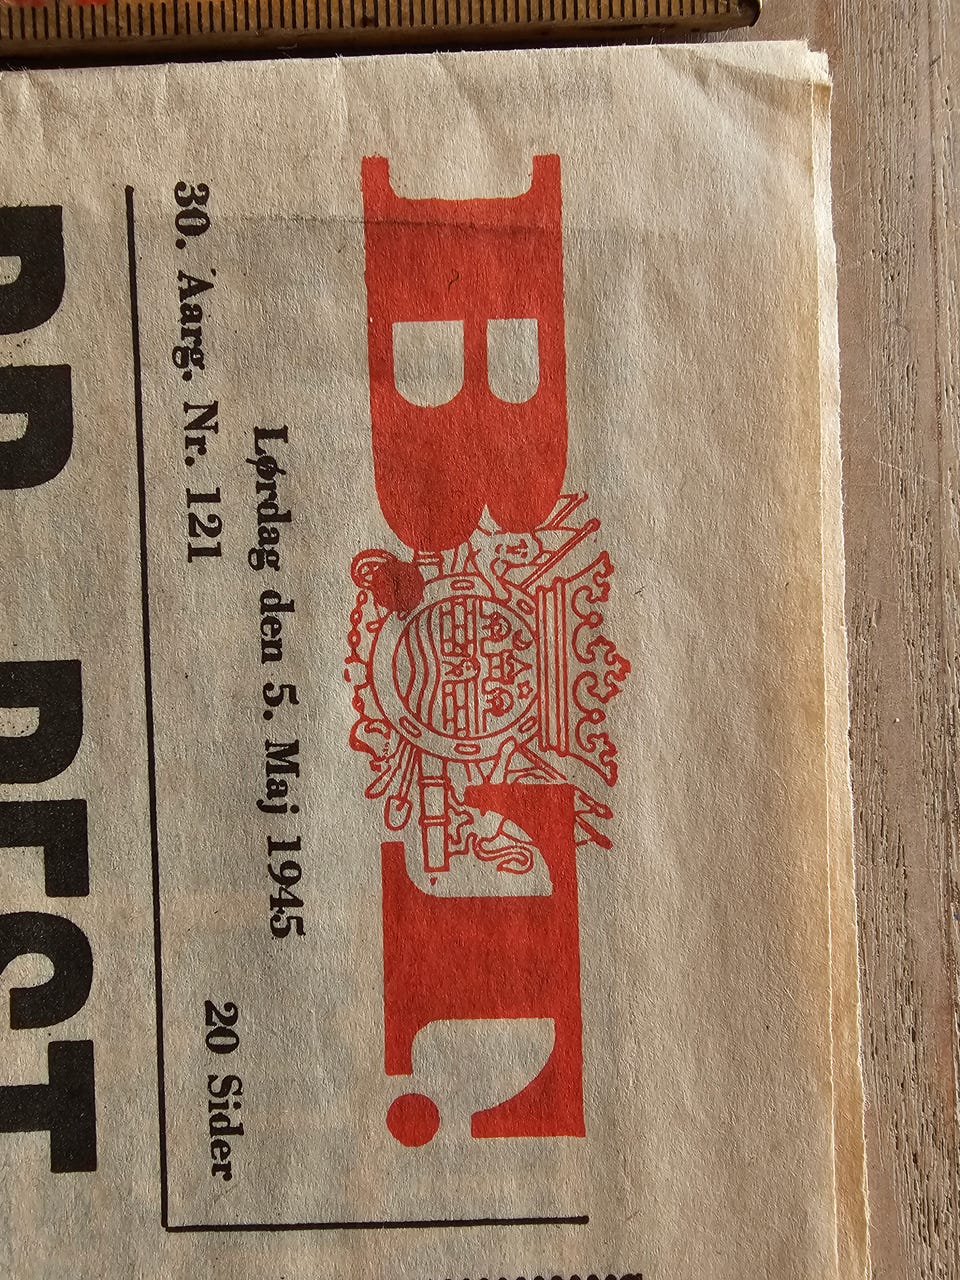 B.T.
Lørdag den 5. Maj 1945
30. Aarg. Nr. 121 20 Sider